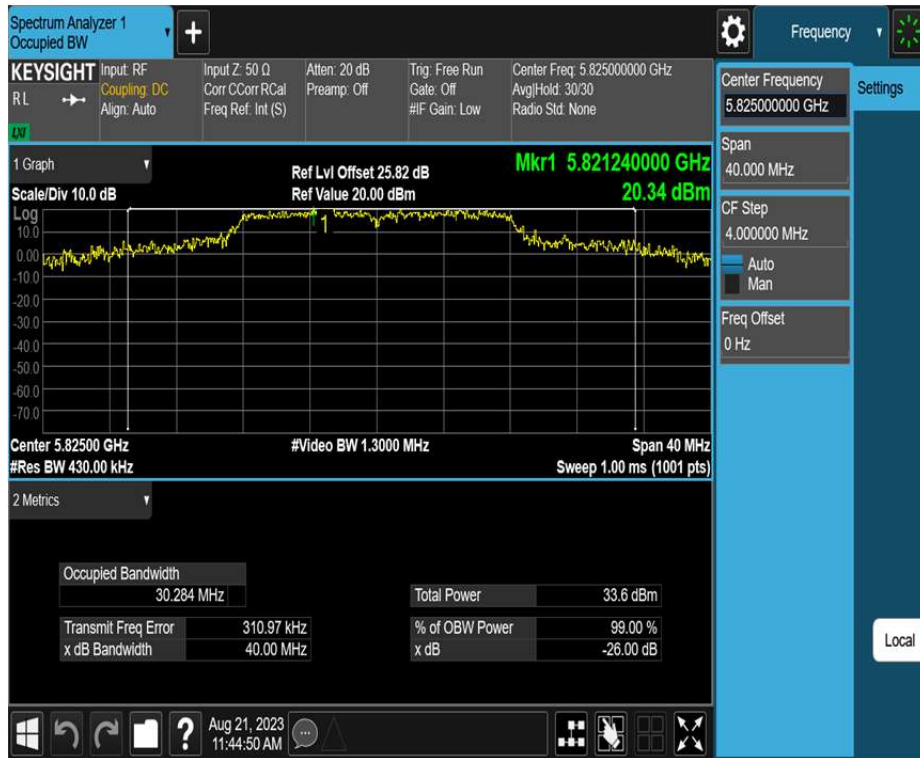 Spectrum Analyzer 1
Occupied BW
+
Frequency
KEYSIGHT
R L
LXI
Input: RF
Coupling: DC
Align: Auto
Input Z: 50 Ω
Corr CCorr RCal
Freq Ref: Int (S)
Atten: 20 dB
Preamp: Off
Trig: Free Run
Gate: Off
#IF Gain: Low
Center Freq: 5.825000000 GHz
Avg|Hold: 30/30
Radio Std: None
Center Frequency
5.825000000 GHz
Settings
Span
40.000 MHz
CF Step
4.000000 MHz
Auto
Man
Freq Offset
0 Hz
1 Graph
Scale/Div 10.0 dB
Ref Lvl Offset 25.82 dB
Ref Value 20.00 dBm
Mkr1 5.821240000 GHz
20.34 dBm
Log
10.0
0.00
-10.0
-20.0
-30.0
-40.0
-50.0
-60.0
-70.0
1
Center 5.82500 GHz
#Video BW 1.3000 MHz
Span 40 MHz
#Res BW 430.00 kHz
Sweep 1.00 ms (1001 pts)
2 Metrics
Occupied Bandwidth
30.284 MHz
Total Power 33.6 dBm
Transmit Freq Error 310.97 kHz
% of OBW Power 99.00 %
x dB Bandwidth 40.00 MHz
x dB -26.00 dB
Local
?
Aug 21, 2023
11:44:50 AM